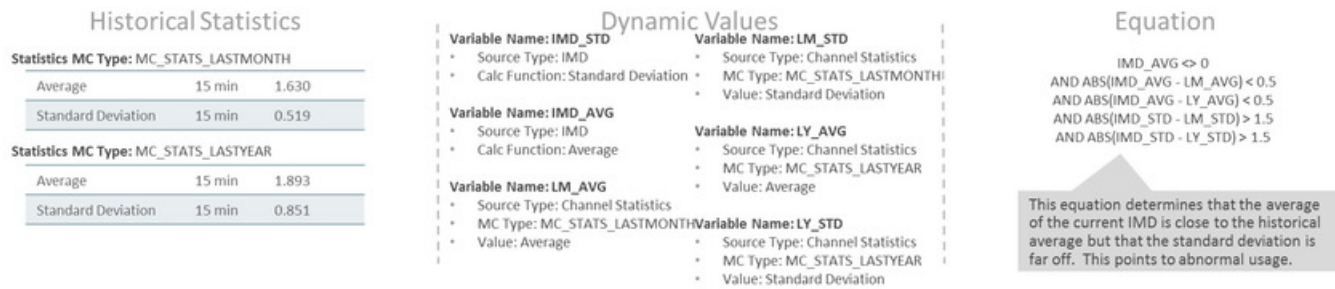 Historical Statistics
Statistics MC Type: MC_STATS_LASTMONTH
Average 15 min 1.630
Standard Deviation 15 min 0.519
Statistics MC Type: MC_STATS_LASTYEAR
Average 15 min 1.893
Standard Deviation 15 min 0.851
Dynamic Values
Variable Name: IMD_STD
• Source Type: IMD
• Calc Function: Standard Deviation
Variable Name: IMD_AVG
• Source Type: IMD
• Calc Function: Average
Variable Name: LM_AVG
• Source Type: Channel Statistics
• MC Type: MC_STATS_LASTMONTH
• Value: Average
Variable Name: LM_STD
• Source Type: Channel Statistics
• MC Type: MC_STATS_LASTMONTH
• Value: Standard Deviation
Variable Name: LY_AVG
• Source Type: Channel Statistics
• MC Type: MC_STATS_LASTYEAR
• Value: Average
Variable Name: LY_STD
• Source Type: Channel Statistics
• MC Type: MC_STATS_LASTYEAR
• Value: Standard Deviation
Equation
IMD_AVG <> 0
AND ABS(IMD_AVG - LM_AVG) < 0.5
AND ABS(IMD_AVG - LY_AVG) < 0.5
AND ABS(IMD_STD - LM_STD) > 1.5
AND ABS(IMD_STD - LY_STD) > 1.5
This equation determines that the average
of the current IMD is close to the historical
average but that the standard deviation is
far off. This points to abnormal usage.